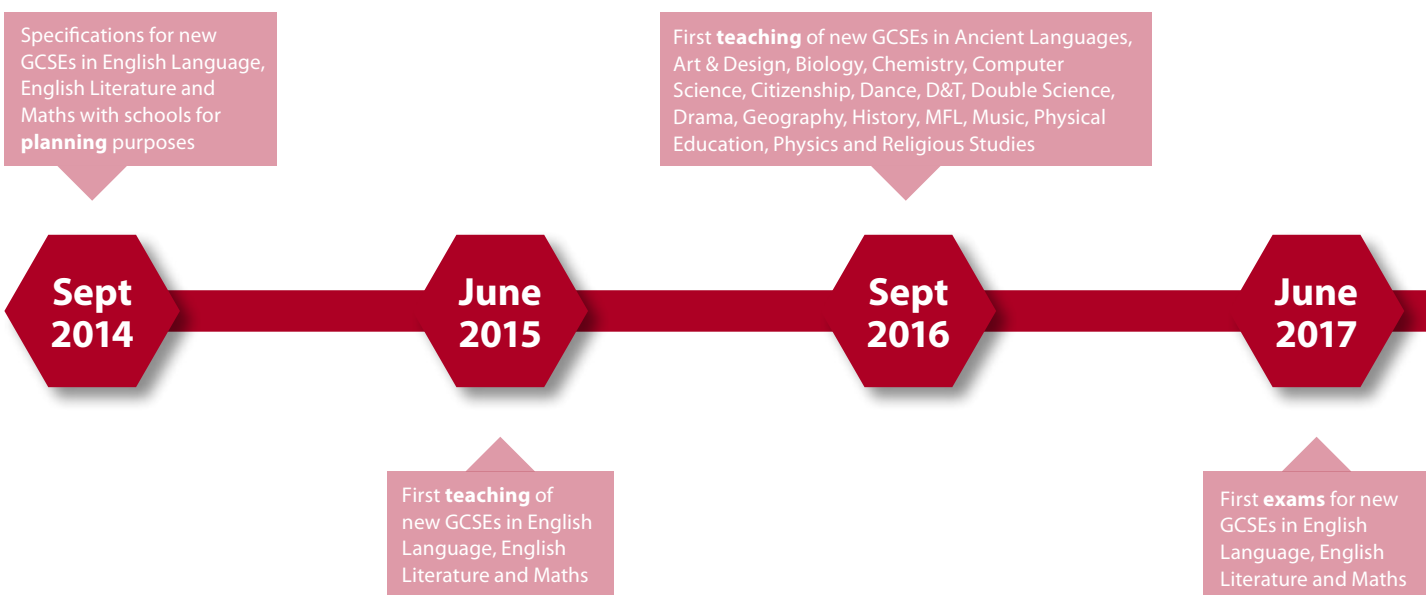 Specifications for new
GCSEs in English Language,
English Literature and
Maths with schools for
planning purposes
First teaching of new GCSEs in Ancient Languages,
Art & Design, Biology, Chemistry, Computer
Science, Citizenship, Dance, D&T, Double Science,
Drama, Geography, History, MFL, Music, Physical
Education, Physics and Religious Studies
Sept
2014
June
2015
Sept
2016
June
2017
First teaching of
new GCSEs in English
Language, English
Literature and Maths
First exams for new
GCSEs in English
Language, English
Literature and Maths